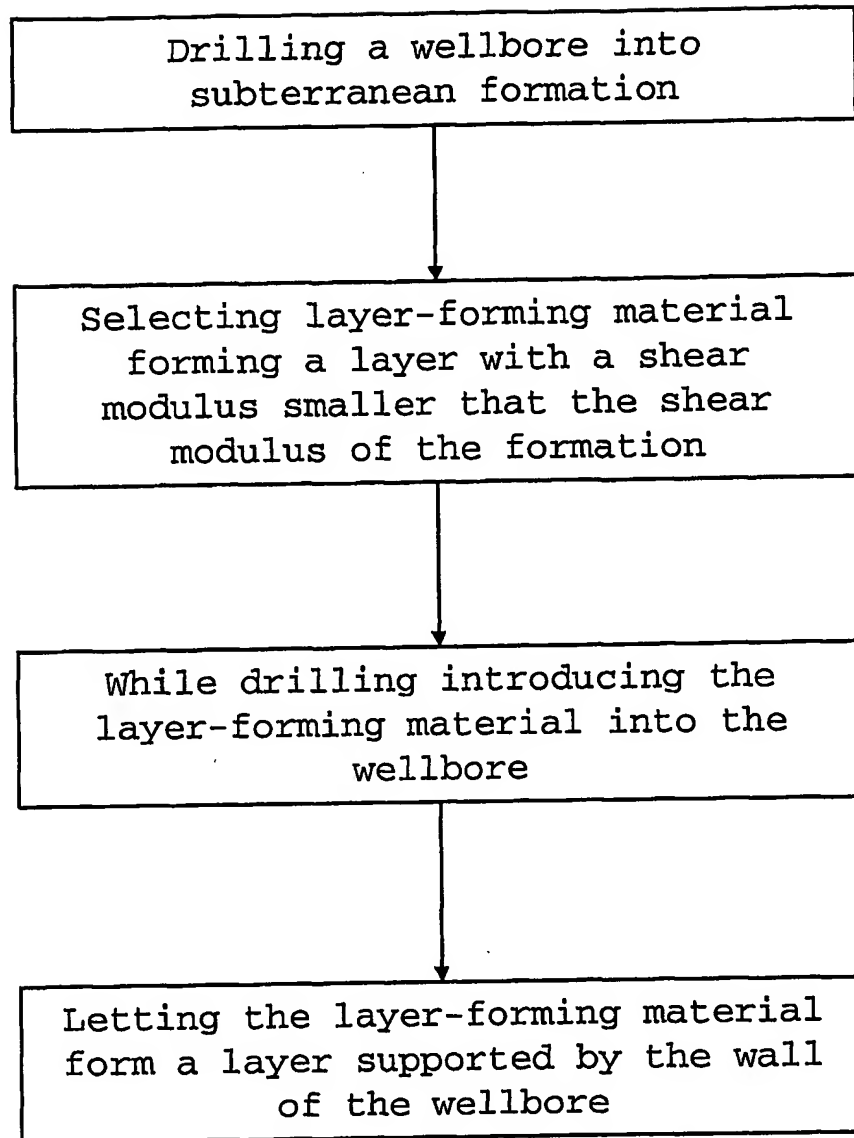 Drilling a wellbore into
subterranean formation
Selecting layer-forming material
forming a layer with a shear
modulus smaller that the shear
modulus of the formation
While drilling introducing the
layer-forming material into the
wellbore
Letting the layer-forming material
form a layer supported by the wall
of the wellbore